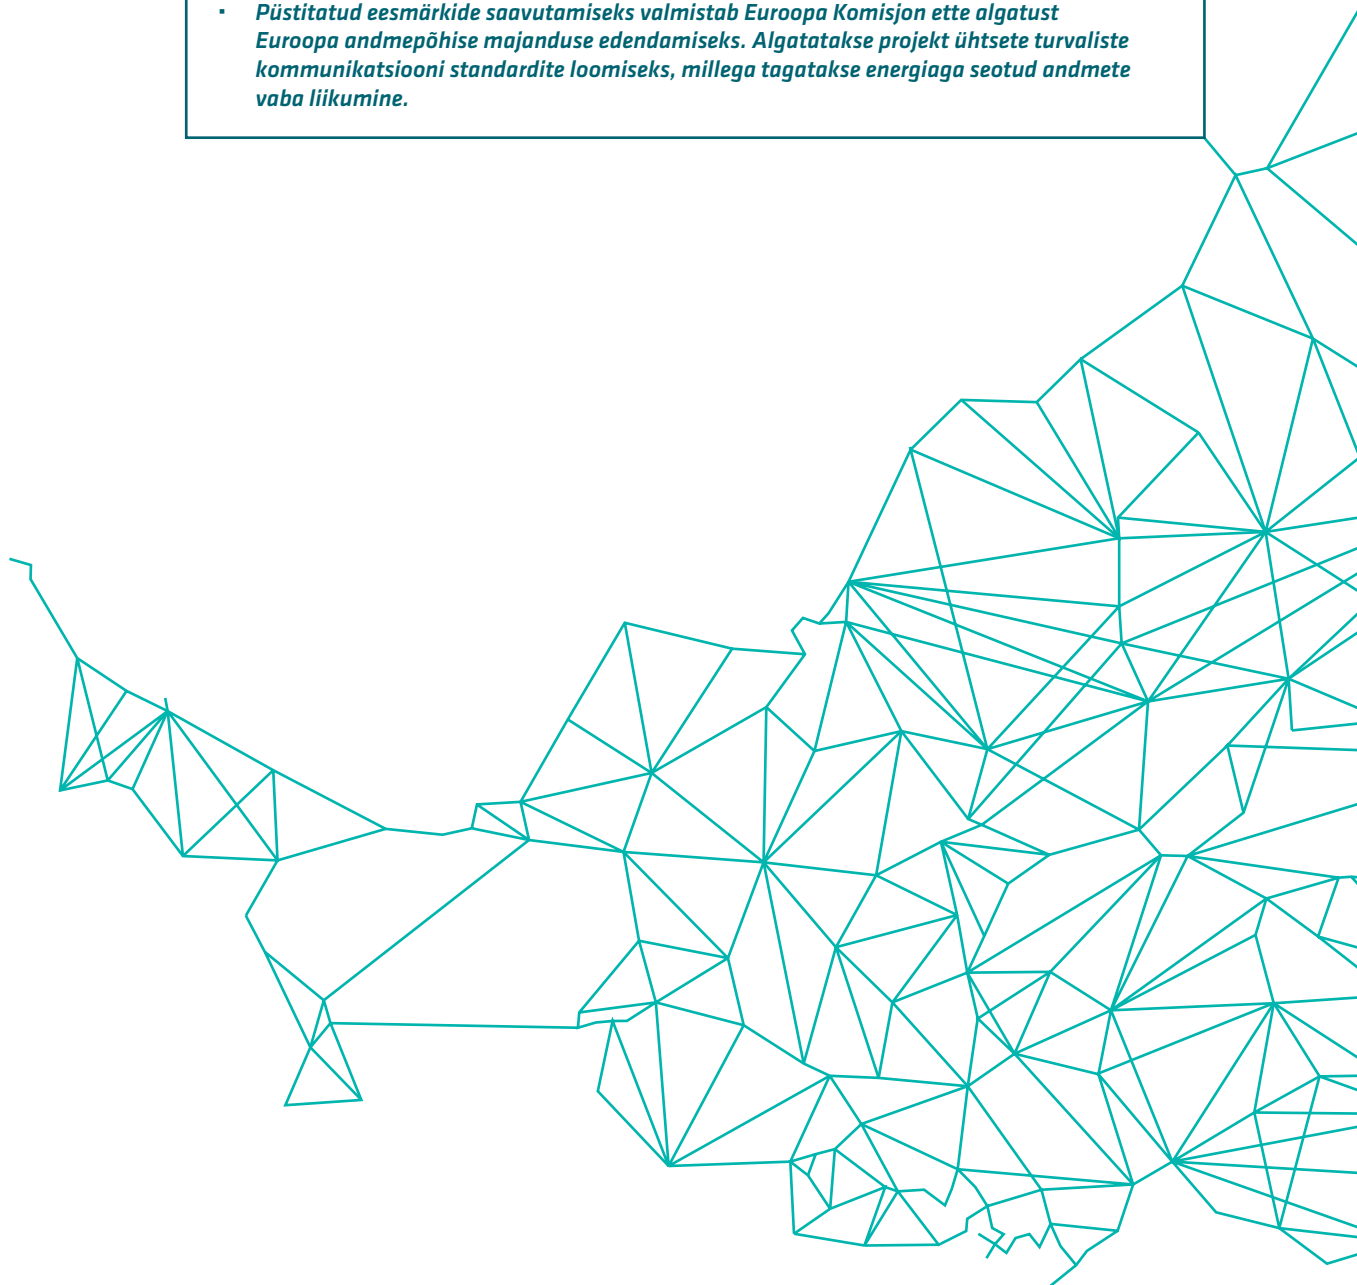 ▪ Püstitatud eesmärkide saavutamiseks valmistab Euroopa Komisjon ette algatust
Euroopa andmepõhise majanduse edendamiseks. Algatatakse projekt ühtsete turvaliste
kommunikatsiooni standardite loomiseks, millega tagatakse energiaga seotud andmete
vaba liikumine.